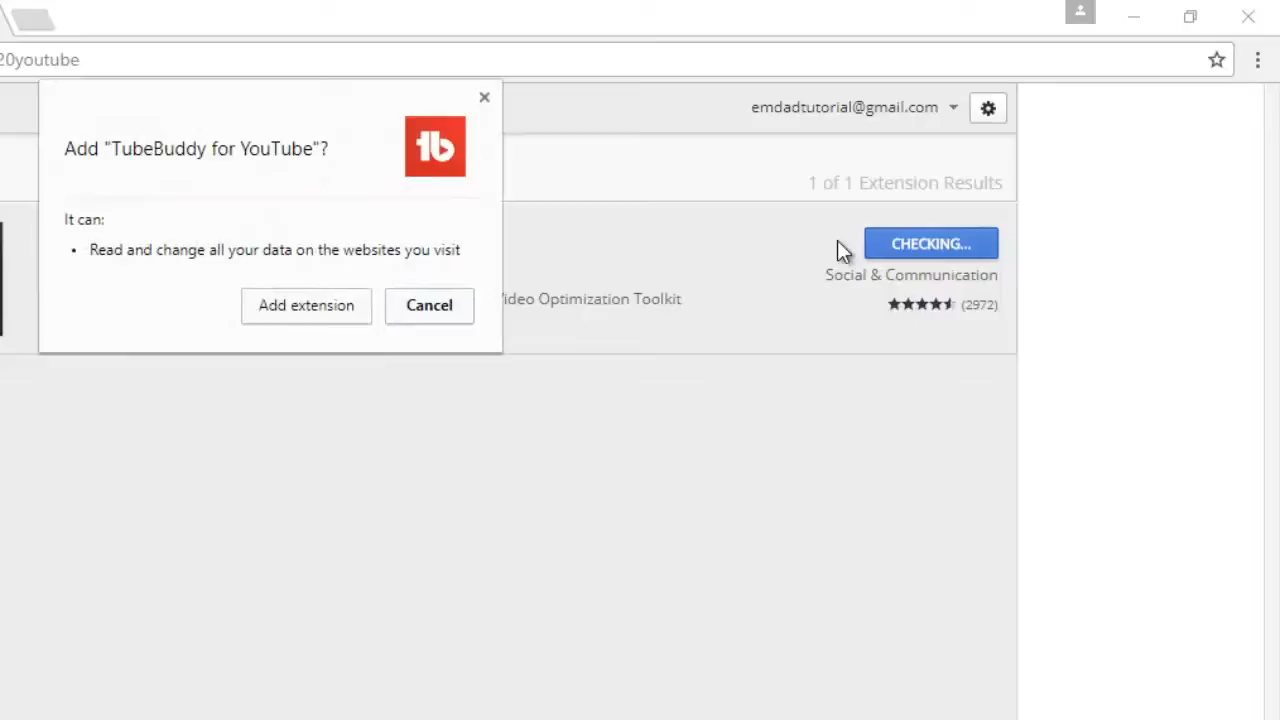 20youtube
emdadtutorial@gmail.com
Add "TubeBuddy for YouTube"?
tb
1 of 1 Extension Results
It can:
• Read and change all your data on the websites you visit
CHECKING...
Social & Communication
Add extension
Cancel
Video Optimization Toolkit
(2972)